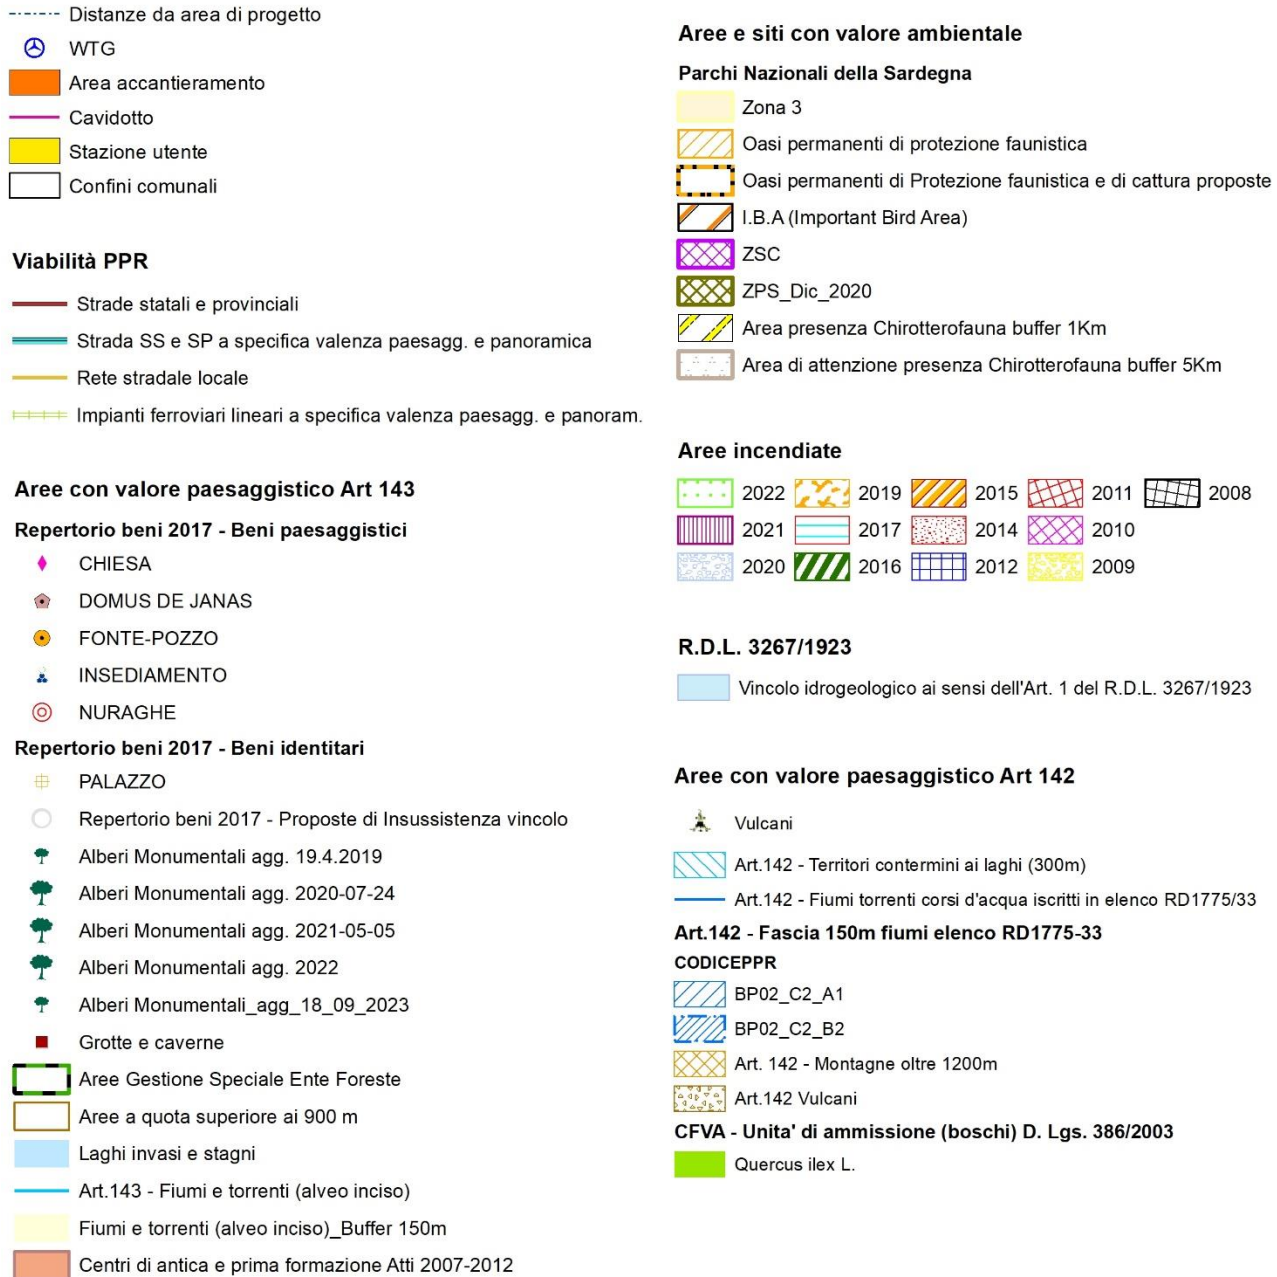 Distanze da area di progetto
WTG
Area accantieramento
Cavidotto
Stazione utente
Confini comunali
Viabilità PPR
Strade statali e provinciali
Strada SS e SP a specifica valenza paesagg. e panoramica
Rete stradale locale
Impianti ferroviari lineari a specifica valenza paesagg. e panoram.
Aree con valore paesaggistico Art 143
Repertorio beni 2017 - Beni paesaggistici
CHIESA
DOMUS DE JANAS
FONTE-POZZO
INSEDIAMENTO
NURAGHE
Repertorio beni 2017 - Beni identitari
PALAZZO
Repertorio beni 2017 - Proposte di Insussistenza vincolo
Alberi Monumentali agg. 19.4.2019
Alberi Monumentali agg. 2020-07-24
Alberi Monumentali agg. 2021-05-05
Alberi Monumentali agg. 2022
Alberi Monumentali_agg_18_09_2023
Grotte e caverne
Aree Gestione Speciale Ente Foreste
Aree a quota superiore ai 900 m
Laghi invasi e stagni
Art.143 - Fiumi e torrenti (alveo inciso)
Fiumi e torrenti (alveo inciso)_Buffer 150m
Centri di antica e prima formazione Atti 2007-2012
Aree e siti con valore ambientale
Parchi Nazionali della Sardegna
Zona 3
Oasi permanenti di protezione faunistica
Oasi permanenti di Protezione faunistica e di cattura proposte
I.B.A (Important Bird Area)
ZSC
ZPS_Dic_2020
Area presenza Chirotterofauna buffer 1Km
Area di attenzione presenza Chirotterofauna buffer 5Km
Aree incendiate
2022 2019 2015 2011 2008
2021 2017 2014 2010
2020 2016 2012 2009
R.D.L. 3267/1923
Vincolo idrogeologico ai sensi dell'Art. 1 del R.D.L. 3267/1923
Aree con valore paesaggistico Art 142
Vulcani
Art.142 - Territori contermini ai laghi (300m)
Art.142 - Fiumi torrenti corsi d'acqua iscritti in elenco RD1775/33
Art.142 - Fascia 150m fiumi elenco RD1775-33
CODICEPPR
BP02_C2_A1
BP02_C2_B2
Art. 142 - Montagne oltre 1200m
Art.142 Vulcani
CFVA - Unita' di ammissione (boschi) D. Lgs. 386/2003
Quercus ilex L.